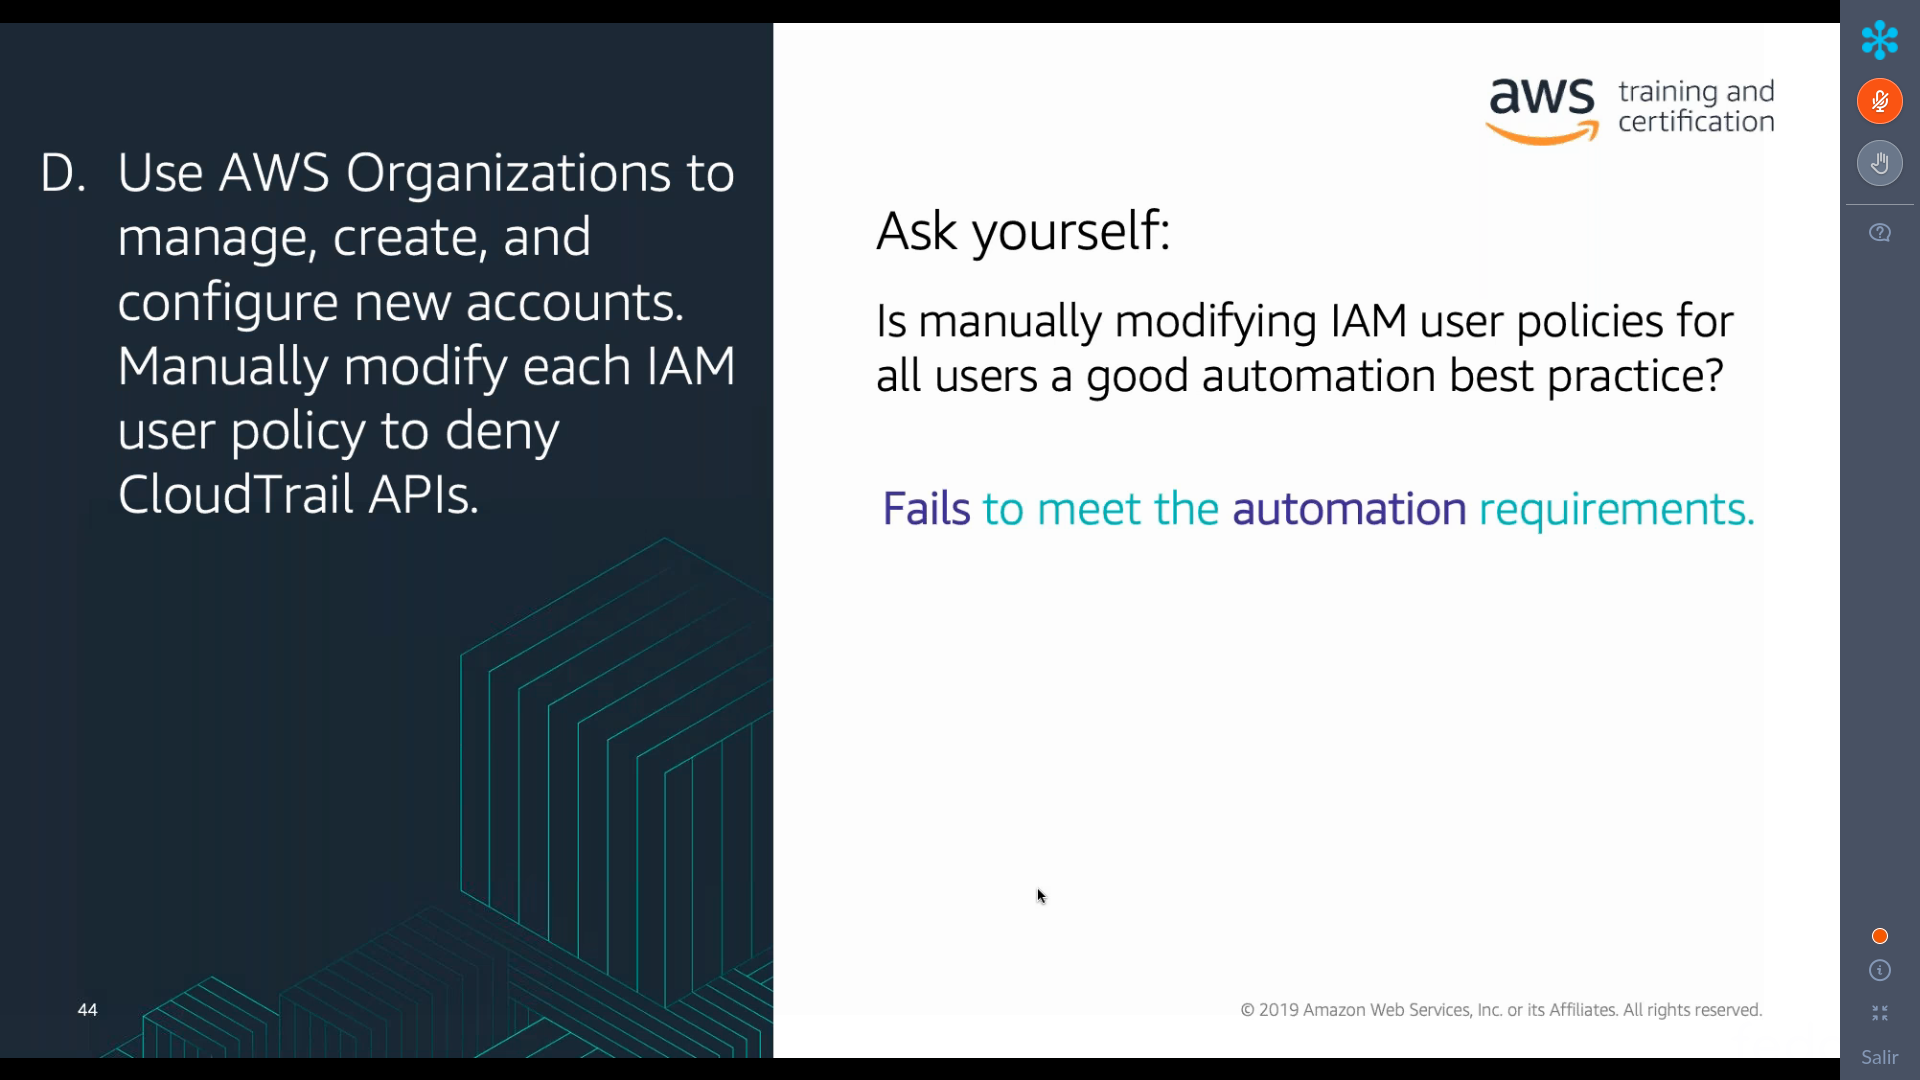 D. Use AWS Organizations to
manage, create, and
configure new accounts.
Manually modify each IAM
user policy to deny
CloudTrail APIs.
44
aws training and
certification
Ask yourself:
Is manually modifying IAM user policies for
all users a good automation best practice?
Fails to meet the automation requirements.
© 2019 Amazon Web Services, Inc. or its Affiliates. All rights reserved.
Salir